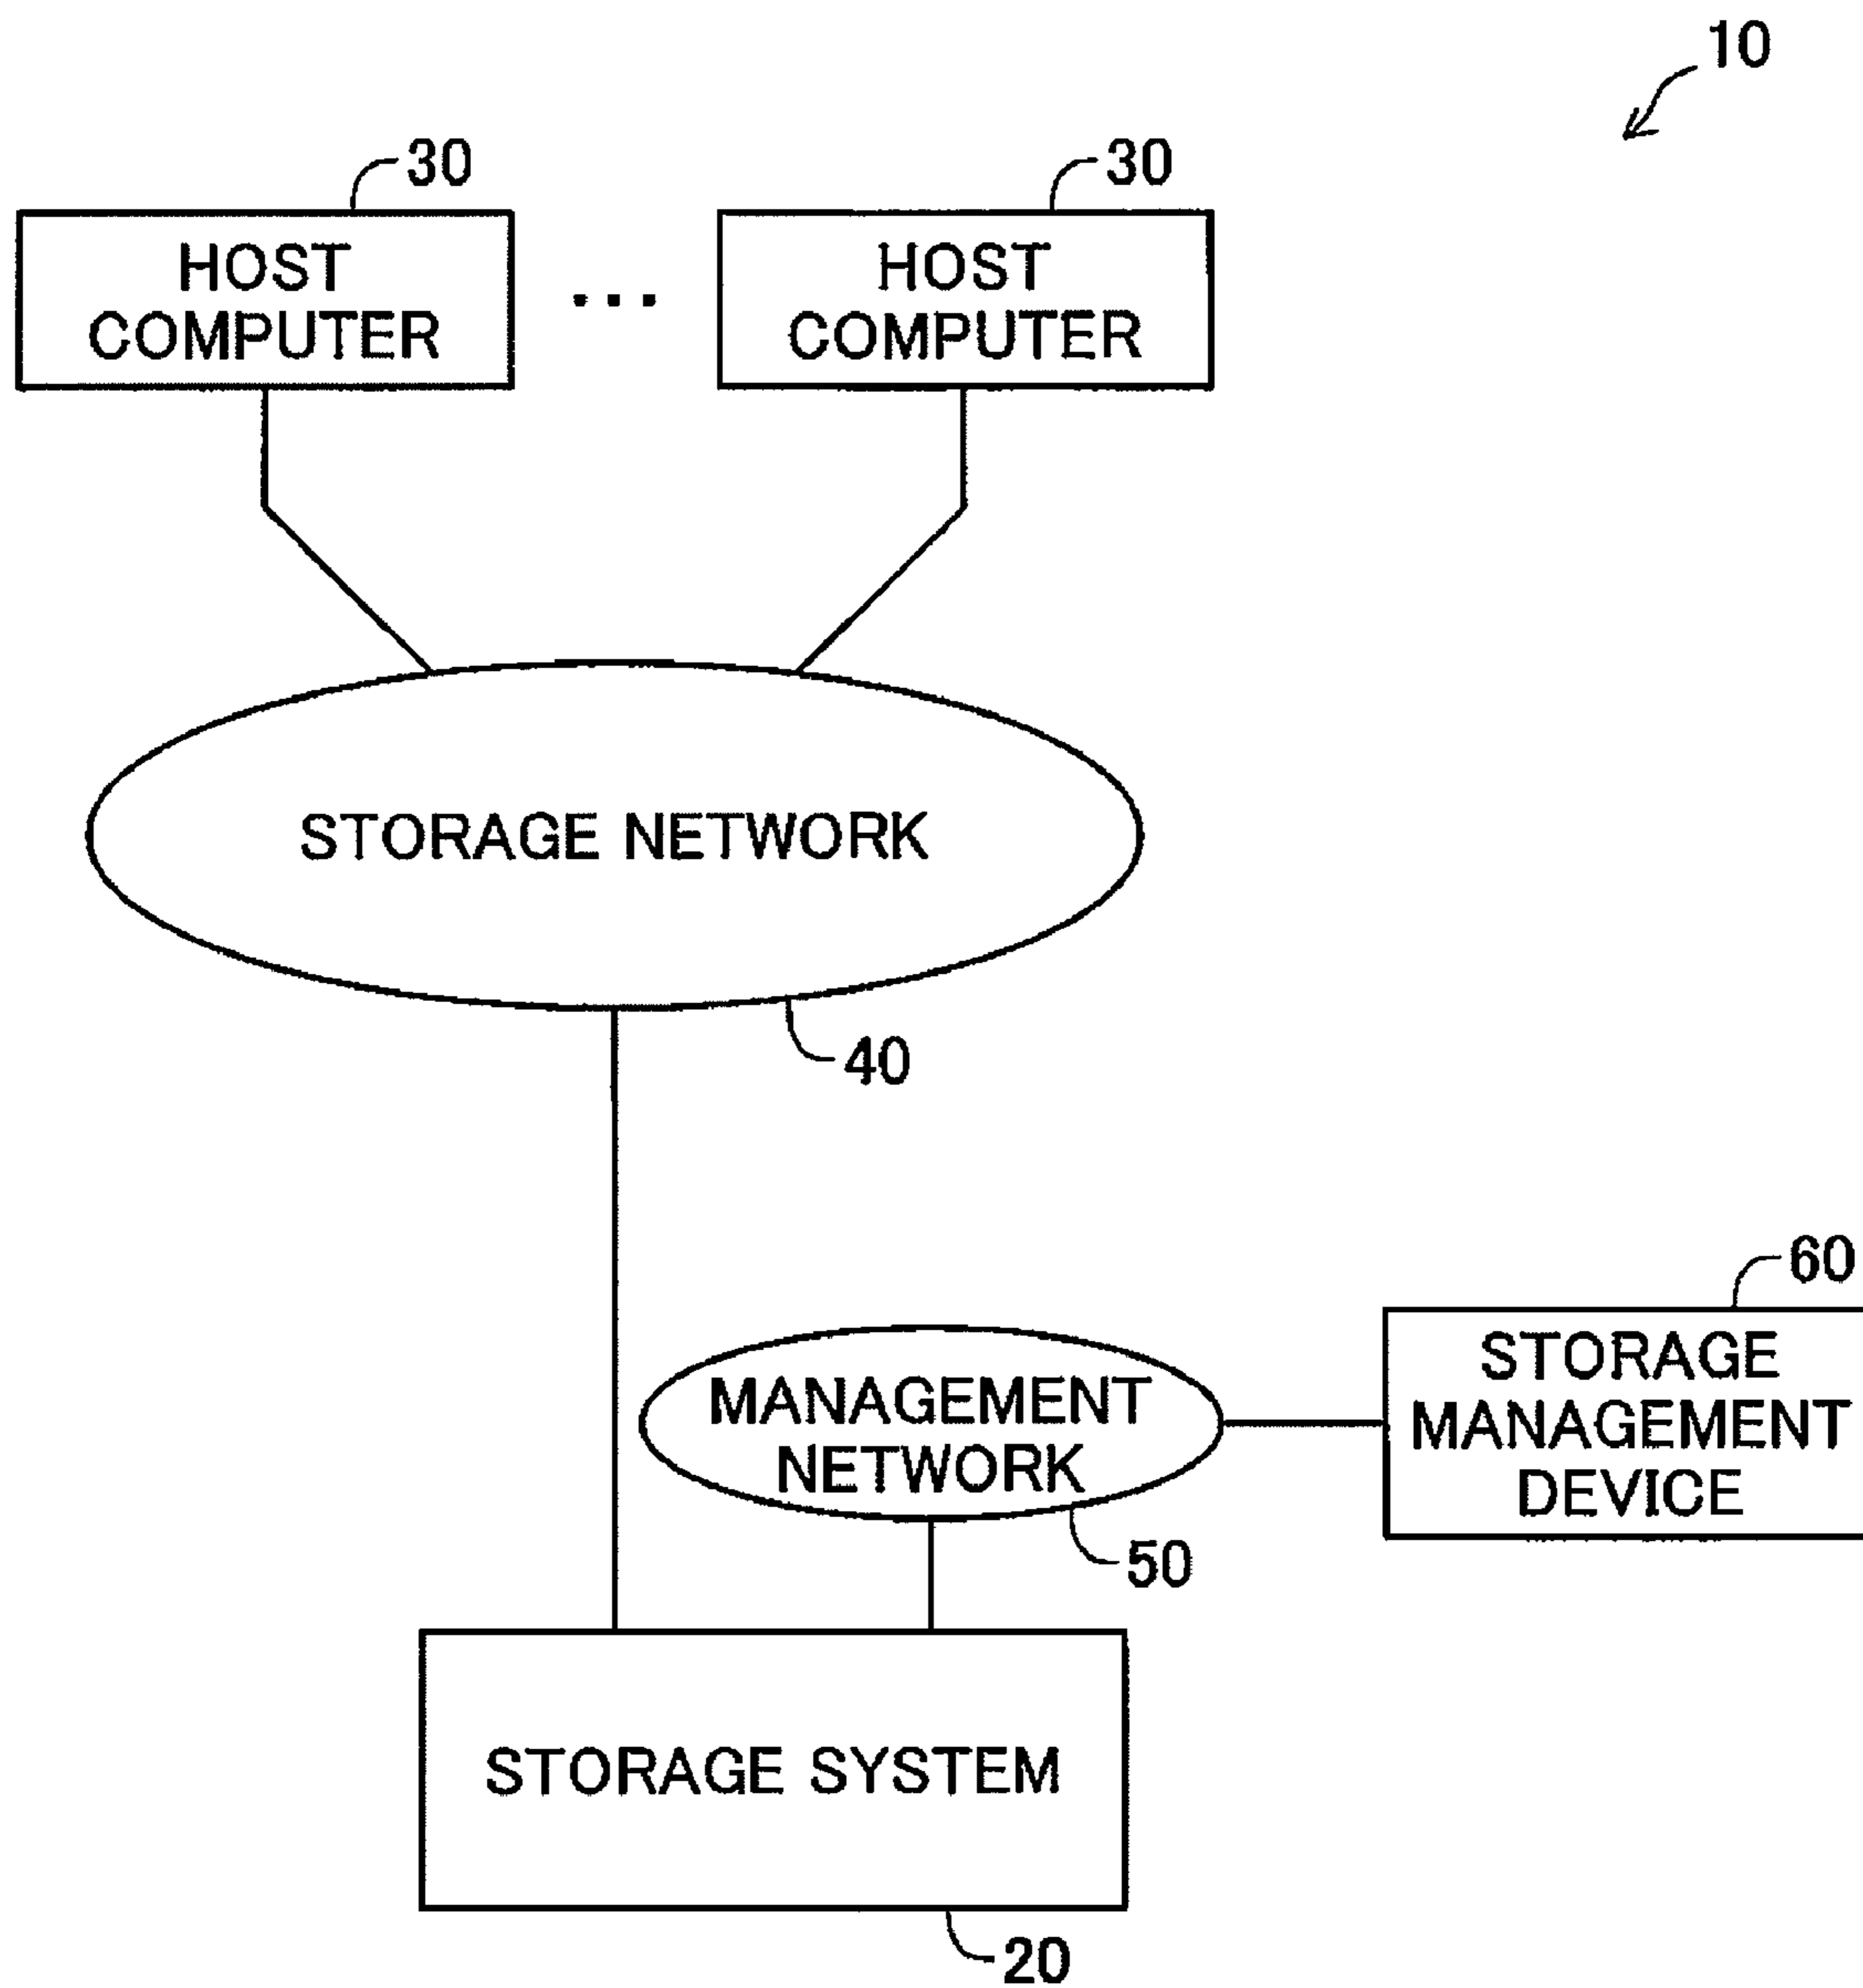 10
30
30
HOST
COMPUTER
...
HOST
COMPUTER
STORAGE NETWORK
40
60
STORAGE
MANAGEMENT
DEVICE
MANAGEMENT
NETWORK
50
STORAGE SYSTEM
20